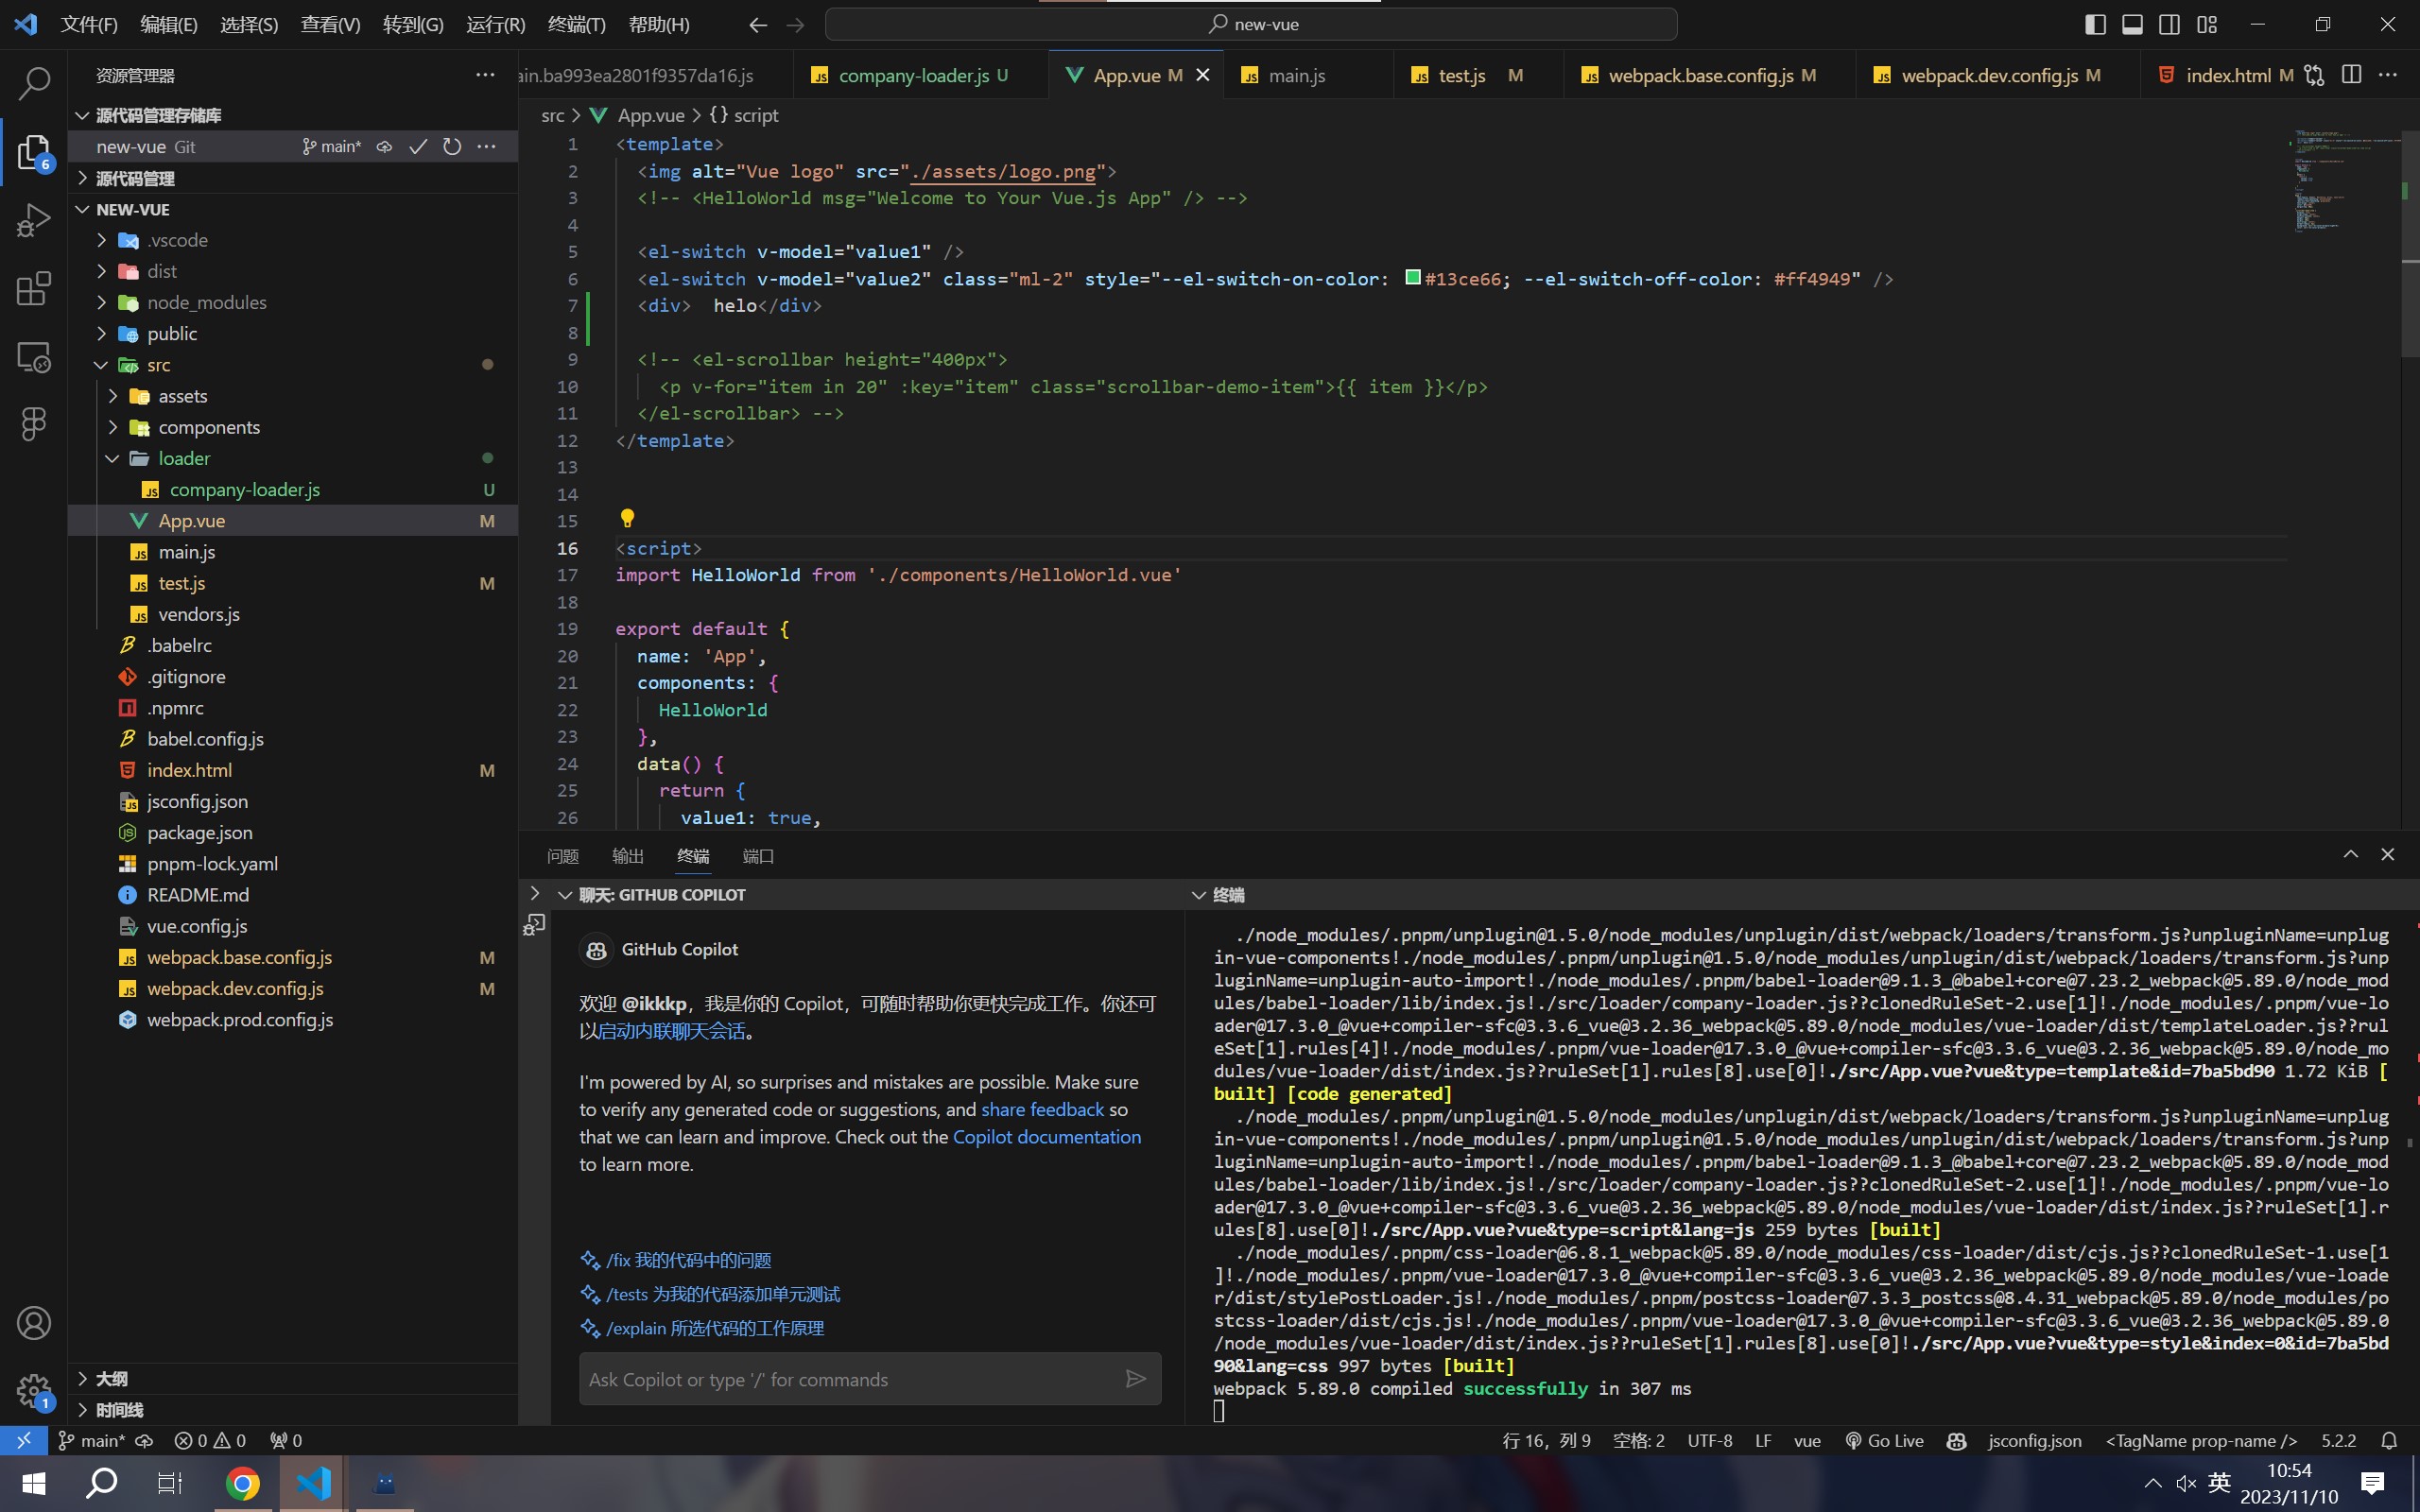 文件(F) 编辑(E) 选择(S) 查看(V) 转到(G) 运行(R) 终端(T) 帮助(H) new-vue
资源管理器
ain.ba993ea2801f9357da16.js company-loader.js U App.vue M main.js test.js M webpack.base.config.js M webpack.dev.config.js M index.html M
源代码管理存储库
new-vue Git main*
源代码管理
NEW-VUE
.vscode
dist
node_modules
public
src
assets
components
loader
company-loader.js U
App.vue M
main.js
test.js M
vendors.js
.babelrc
.gitignore
.npmrc
babel.config.js
index.html M
jsconfig.json
package.json
pnpm-lock.yaml
README.md
vue.config.js
webpack.base.config.js M
webpack.dev.config.js M
webpack.prod.config.js
大纲
时间线
6
1
src > App.vue > {} script
1 <template>
2 <img alt="Vue logo" src="./assets/logo.png">
3 <!-- <HelloWorld msg="Welcome to Your Vue.js App" /> -->
4
5 <el-switch v-model="value1" />
6 <el-switch v-model="value2" class="ml-2" style="--el-switch-on-color: #13ce66; --el-switch-off-color: #ff4949" />
7 <div>  helo</div>
8
9 <!-- <el-scrollbar height="400px">
10 <p v-for="item in 20" :key="item" class="scrollbar-demo-item">{{ item }}</p>
11 </el-scrollbar> -->
12 </template>
13
14
15
16 <script>
17 import HelloWorld from './components/HelloWorld.vue'
18
19 export default {
20 name: 'App',
21 components: {
22 HelloWorld
23 },
24 data() {
25 return {
26 value1: true,
问题 输出 终端 端口
聊天: GITHUB COPILOT
GitHub Copilot
欢迎 @ikkkp，我是你的 Copilot，可随时帮助你更快完成工作。你还可
以启动内联聊天会话。
I'm powered by AI, so surprises and mistakes are possible. Make sure
to verify any generated code or suggestions, and share feedback so
that we can learn and improve. Check out the Copilot documentation
to learn more.
/fix 我的代码中的问题
/tests 为我的代码添加单元测试
/explain 所选代码的工作原理
Ask Copilot or type '/' for commands
终端
./node_modules/.pnpm/unplugin@1.5.0/node_modules/unplugin/dist/webpack/loaders/transform.js?unpluginName=unplug
in-vue-components!./node_modules/.pnpm/unplugin@1.5.0/node_modules/unplugin/dist/webpack/loaders/transform.js?unp
luginName=unplugin-auto-import!./node_modules/.pnpm/babel-loader@9.1.3_@babel+core@7.23.2_webpack@5.89.0/node_mod
ules/babel-loader/lib/index.js!./src/loader/company-loader.js??clonedRuleSet-2.use[1]!./node_modules/.pnpm/vue-lo
ader@17.3.0_@vue+compiler-sfc@3.3.6_vue@3.2.36_webpack@5.89.0/node_modules/vue-loader/dist/templateLoader.js??rul
eSet[1].rules[4]!./node_modules/.pnpm/vue-loader@17.3.0_@vue+compiler-sfc@3.3.6_vue@3.2.36_webpack@5.89.0/node_mo
dules/vue-loader/dist/index.js??ruleSet[1].rules[8].use[0]!./src/App.vue?vue&type=template&id=7ba5bd90 1.72 KiB [
built] [code generated]
./node_modules/.pnpm/unplugin@1.5.0/node_modules/unplugin/dist/webpack/loaders/transform.js?unpluginName=unplug
in-vue-components!./node_modules/.pnpm/unplugin@1.5.0/node_modules/unplugin/dist/webpack/loaders/transform.js?unp
luginName=unplugin-auto-import!./node_modules/.pnpm/babel-loader@9.1.3_@babel+core@7.23.2_webpack@5.89.0/node_mod
ules/babel-loader/lib/index.js!./src/loader/company-loader.js??clonedRuleSet-2.use[1]!./node_modules/.pnpm/vue-lo
ader@17.3.0_@vue+compiler-sfc@3.3.6_vue@3.2.36_webpack@5.89.0/node_modules/vue-loader/dist/index.js??ruleSet[1].r
ules[8].use[0]!./src/App.vue?vue&type=script&lang=js 259 bytes [built]
./node_modules/.pnpm/css-loader@6.8.1_webpack@5.89.0/node_modules/css-loader/dist/cjs.js??clonedRuleSet-1.use[1
]!./node_modules/.pnpm/vue-loader@17.3.0_@vue+compiler-sfc@3.3.6_vue@3.2.36_webpack@5.89.0/node_modules/vue-loade
r/dist/stylePostLoader.js!./node_modules/.pnpm/postcss-loader@7.3.3_postcss@8.4.31_webpack@5.89.0/node_modules/po
stcss-loader/dist/cjs.js!./node_modules/.pnpm/vue-loader@17.3.0_@vue+compiler-sfc@3.3.6_vue@3.2.36_webpack@5.89.0
/node_modules/vue-loader/dist/index.js??ruleSet[1].rules[8].use[0]!./src/App.vue?vue&type=style&index=0&id=7ba5bd
90&lang=css 997 bytes [built]
webpack 5.89.0 compiled successfully in 307 ms
main* 0 0 0 行 16，列 9 空格: 2 UTF-8 LF vue Go Live jsconfig.json <TagName prop-name /> 5.2.2
英 10:54
2023/11/10